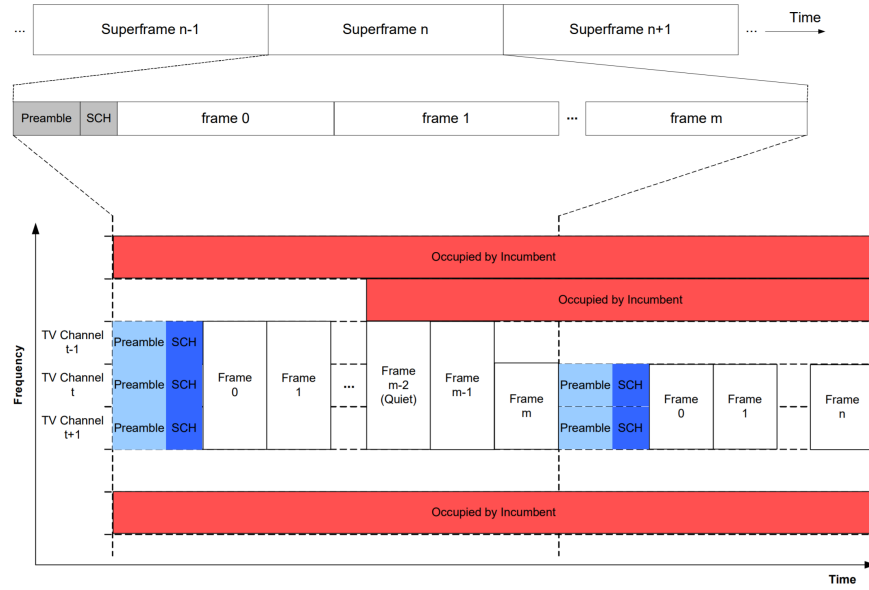 ... Superframe n-1 Superframe n Superframe n+1 ... Time
Preamble SCH frame 0 frame 1 ... frame m
Occupied by Incumbent
Occupied by Incumbent
TV Channel
t-1
Preamble SCH
TV Channel
t
Preamble SCH
TV Channel
t+1
Preamble SCH
Frame
0
Frame
1
...
Frame
m-2
(Quiet)
Frame
m-1
Frame
m
Preamble SCH
Preamble SCH
Frame
0
Frame
1
Frame
n
Occupied by Incumbent
Frequency
Time